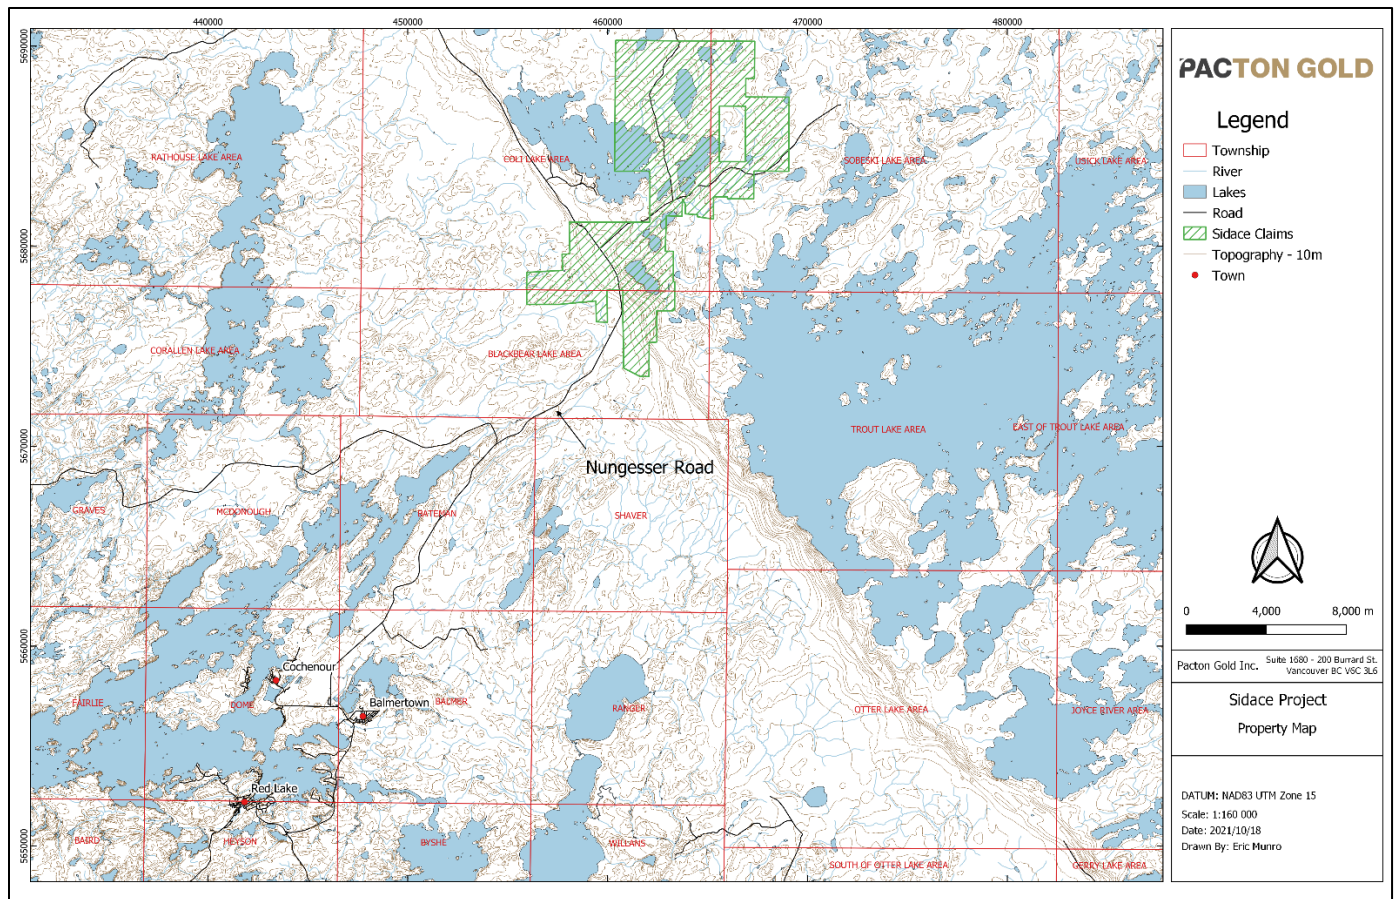 440000 450000 460000 470000 480000
5690000
5680000
5670000
5660000
5650000
RATHOUSE LAKE AREA
COLI LAKE AREA
SOBESKI LAKE AREA
USICK LAKE AREA
CORALLEN LAKE AREA
BLACKBEAR LAKE AREA
TROUT LAKE AREA
EAST OF TROUT LAKE AREA
Nungesser Road
GRAVES
MCDONOUGH
BATEMAN
SHAVER
Cochenour
Balmertown
FAIRLIE
DOME
BALMER
RANGER
OTTER LAKE AREA
JOYCE RIVER AREA
Red Lake
BAIRD
HEYSON
BYSHE
WILLANS
SOUTH OF OTTER LAKE AREA
GERRY LAKE AREA
PACTON GOLD
Legend
Township
River
Lakes
Road
Sidace Claims
Topography - 10m
Town
0 4,000 8,000 m
Pacton Gold Inc. Suite 1680 - 200 Burrard St.
Vancouver BC V6C 3L6
Sidace Project
Property Map
DATUM: NAD83 UTM Zone 15
Scale: 1:160 000
Date: 2021/10/18
Drawn By: Eric Munro